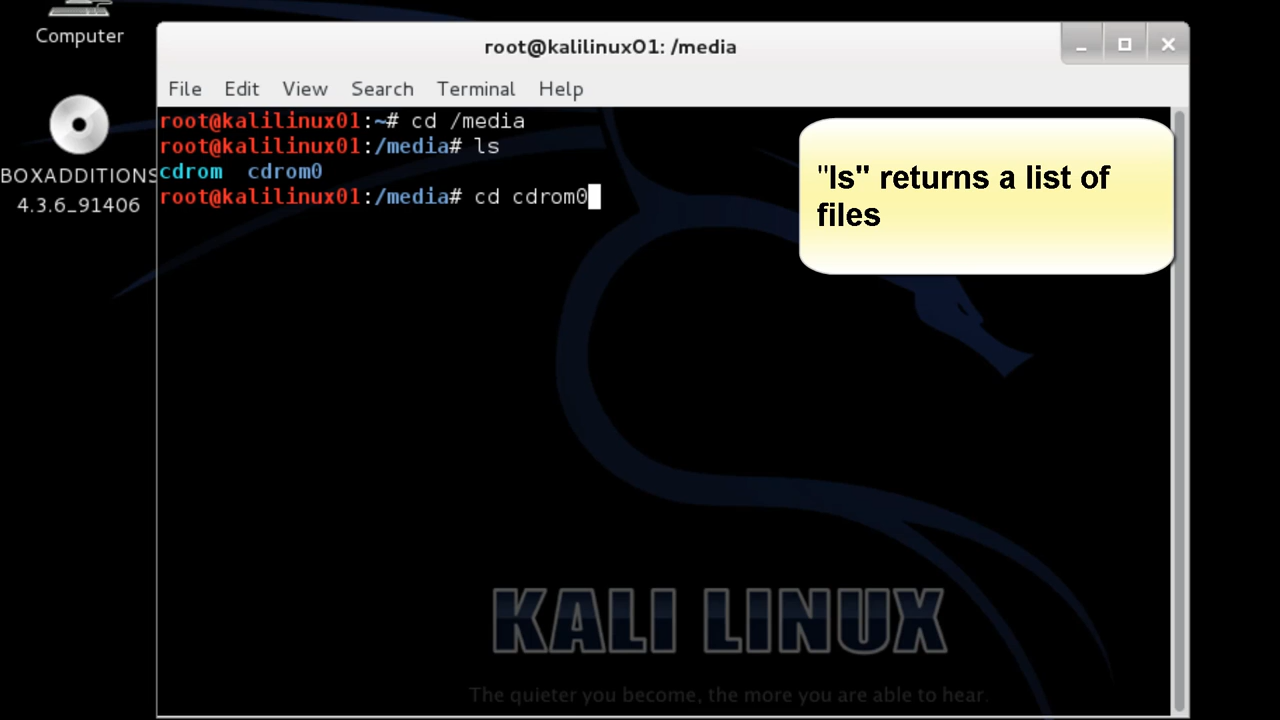 Computer
BOXADDITIONS
4.3.6_91406
root@kalilinux01: /media
File Edit View Search Terminal Help
root@kalilinux01:~# cd /media
root@kalilinux01:/media# ls
cdrom  cdrom0
root@kalilinux01:/media# cd cdrom0
"ls" returns a list of
files
KALI LINUX
The quieter you become, the more you are able to hear.